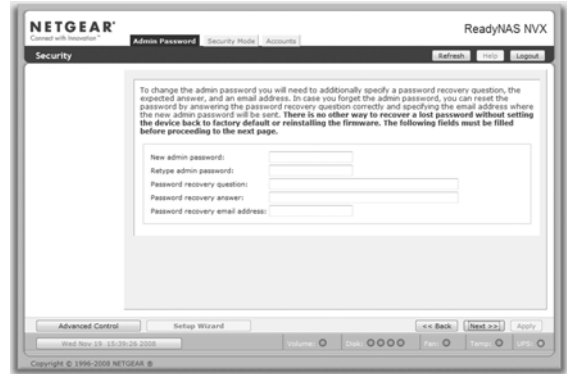 NETGEAR®
Connect with Innovation™
ReadyNAS NVX
Admin Password Security Mode Accounts
Security
Refresh Help Logout
To change the admin password you will need to additionally specify a password recovery question, the
expected answer, and an email address. In case you forget the admin password, you can reset the
password by answering the password question correctly and specifying the email address where
the new admin password will be sent. There is no other way to recover a lost password without setting
the device back to factory default or reinstalling the firmware. The following fields must be filled
before proceeding to the next page.
New admin password:
Retype admin password:
Password recovery question:
Password recovery answer:
Password recovery email address:
Advanced Control Setup Wizard << Back Next >> Apply
Wed Nov 19 15:39:26 2008 Volume: Disk: Fan: Temp: UPS:
Copyright © 1996-2008 NETGEAR ®